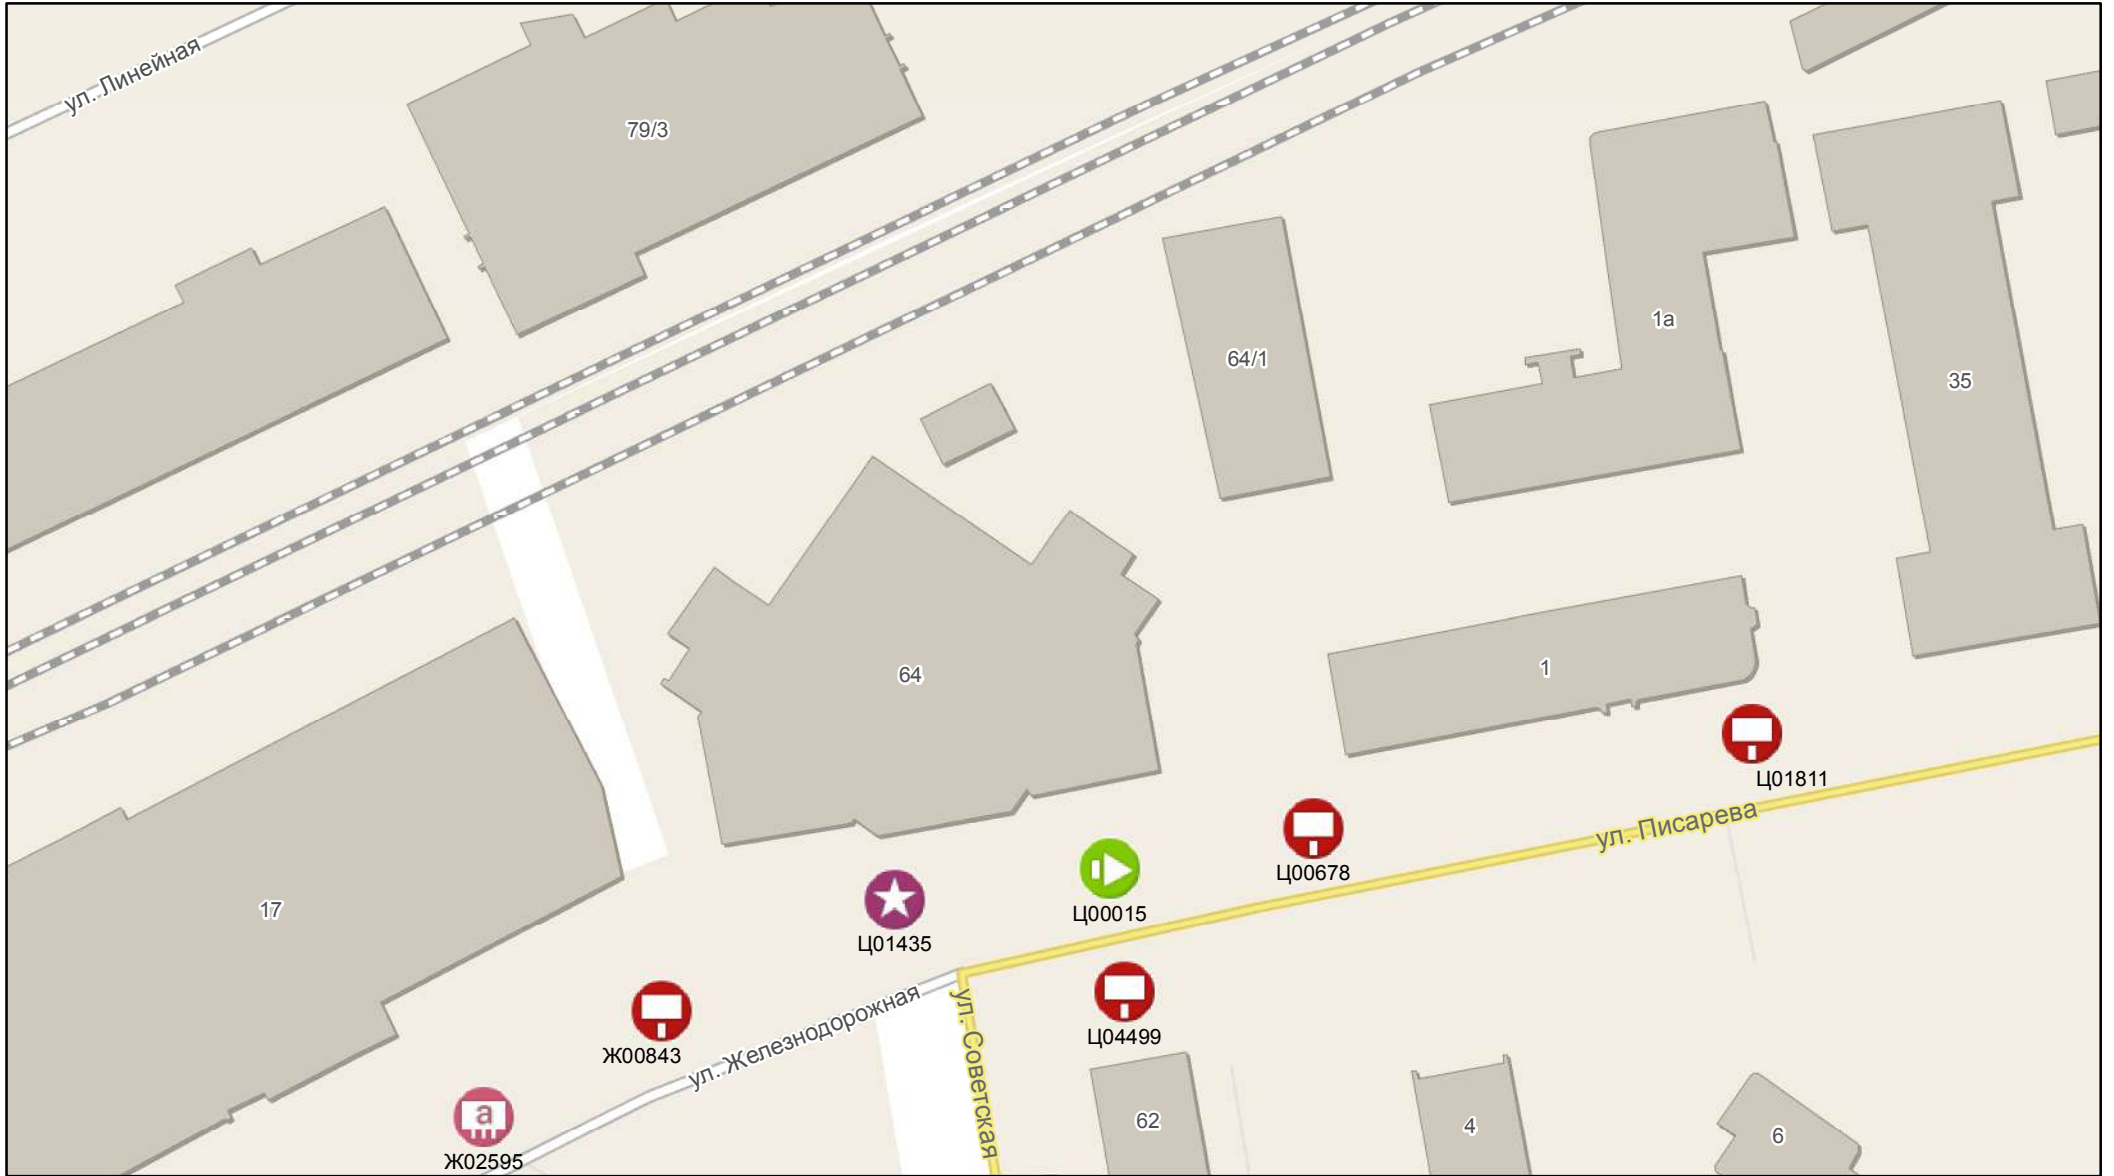 ул. Линейная
79/3
1а
64/1
35
64
1
Ц01811
ул. Писарева
Ц00678
17
Ц00015
Ц01435
ул. Железнодорожная
ул. Советская
Ц04499
Ж00843
62
4
6
a
Ж02595